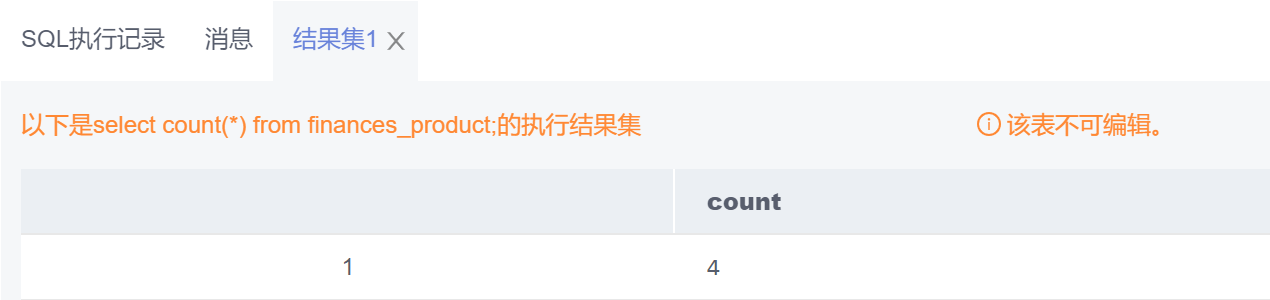 SQL执行记录 消息 结果集1
以下是select count(*) from finances_product;的执行结果集 该表不可编辑。
count
1 4